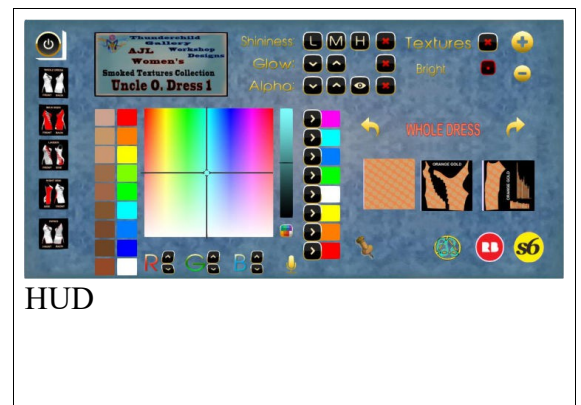 Thunderchild
Gallery
AJL Workshop
Designs
Women's
Smoked Textures Collection
Uncle O. Dress 1
Shininess: L M H
Glow:
Alpha:
Textures
Bright
WHOLE DRESS
ORANGE GOLD
ORANGE GOLD
R G B
RB
s6
HUD